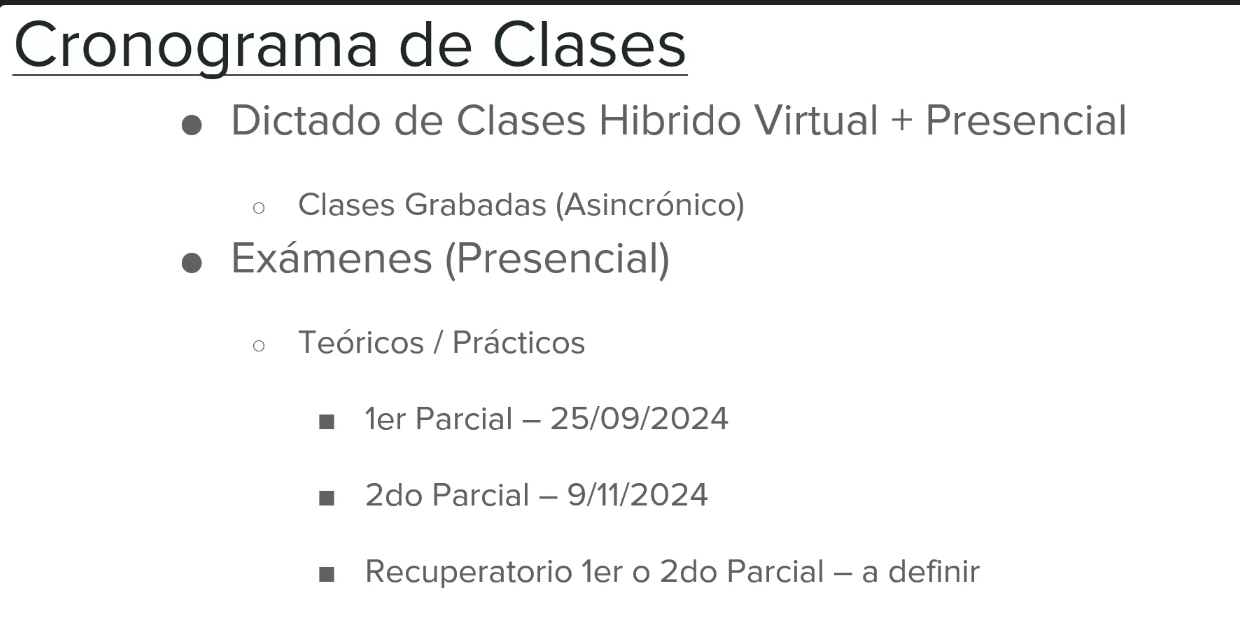 Cronograma de Clases
● Dictado de Clases Hibrido Virtual + Presencial
○ Clases Grabadas (Asincrónico)
● Exámenes (Presencial)
○ Teóricos / Prácticos
■ 1er Parcial – 25/09/2024
■ 2do Parcial – 9/11/2024
■ Recuperatorio 1er o 2do Parcial – a definir